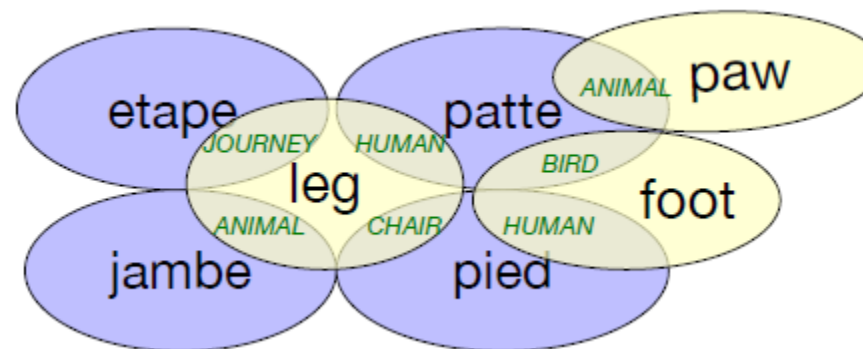 paw
etape patte ANIMAL
JOURNEY HUMAN BIRD
leg foot
ANIMAL CHAIR HUMAN
jambe pied